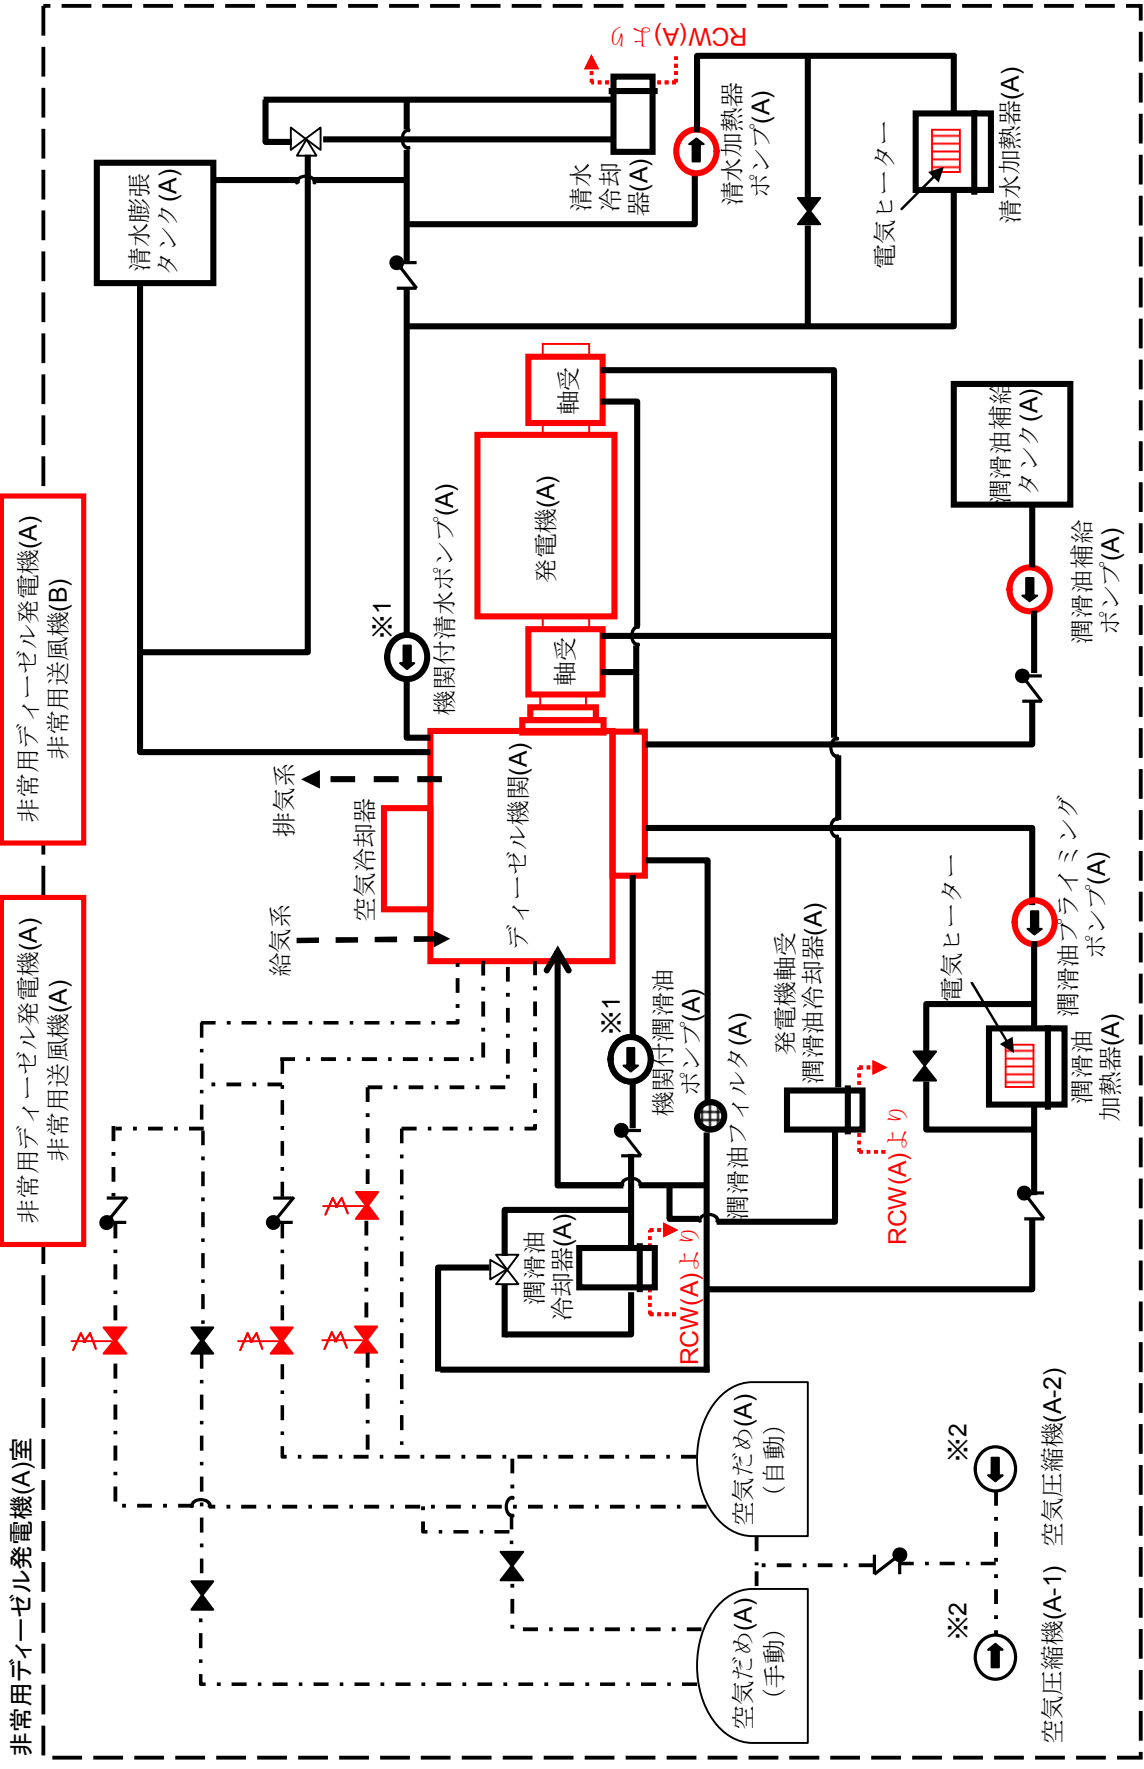 非常用ディーゼル発電機(A)室
非常用ディーゼル発電機(A)
非常用送風機(A)
非常用ディーゼル発電機(A)
非常用送風機(B)
清水膨張
タンク(A)
RCW(A)より
清水
冷却
器(A)
清水加熱器
ポンプ(A)
電気ヒーター
清水加熱器(A)
※1
機関付清水ポンプ(A)
軸受
発電機(A)
軸受
ディーゼル機関(A)
排気系
空気冷却器
給気系
潤滑油補給
タンク(A)
潤滑油補給
ポンプ(A)
※1
機関付潤滑油
ポンプ(A)
潤滑油フィルタ(A)
発電機軸受
潤滑油冷却器(A)
RCW(A)より
電気ヒーター
潤滑油プライミング
ポンプ(A)
潤滑油
加熱器(A)
潤滑油
冷却器(A)
RCW(A)より
空気だめ(A)
(自動)
空気だめ(A)
(手動)
※2
空気圧縮機(A-2)
※2
空気圧縮機(A-1)